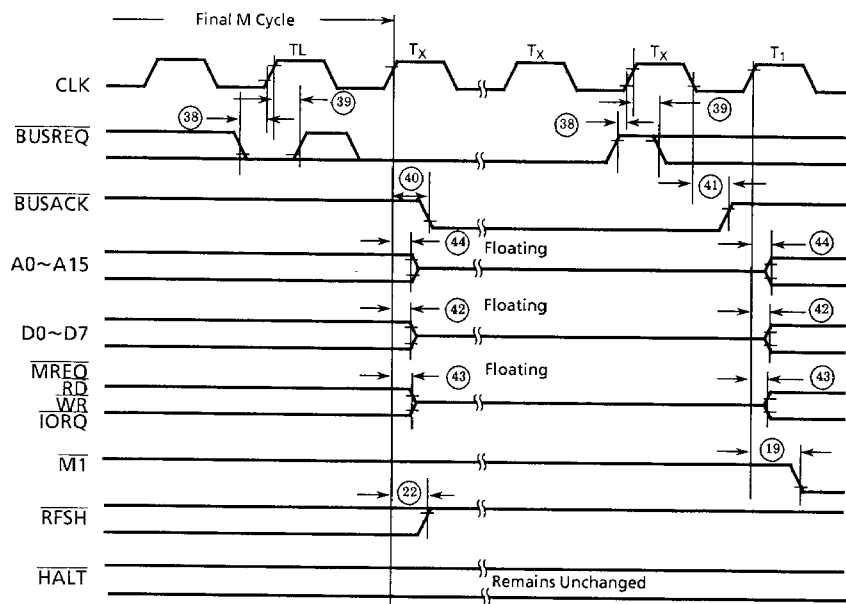 Final M Cycle
TL
TX
TX
TX
T1
CLK
39
39
38
38
BUSREQ
40
41
BUSACK
44
Floating
44
A0~A15
42
Floating
42
D0~D7
MREQ
43
Floating
43
RD
WR
IORQ
19
M1
22
RFSH
HALT
Remains Unchanged